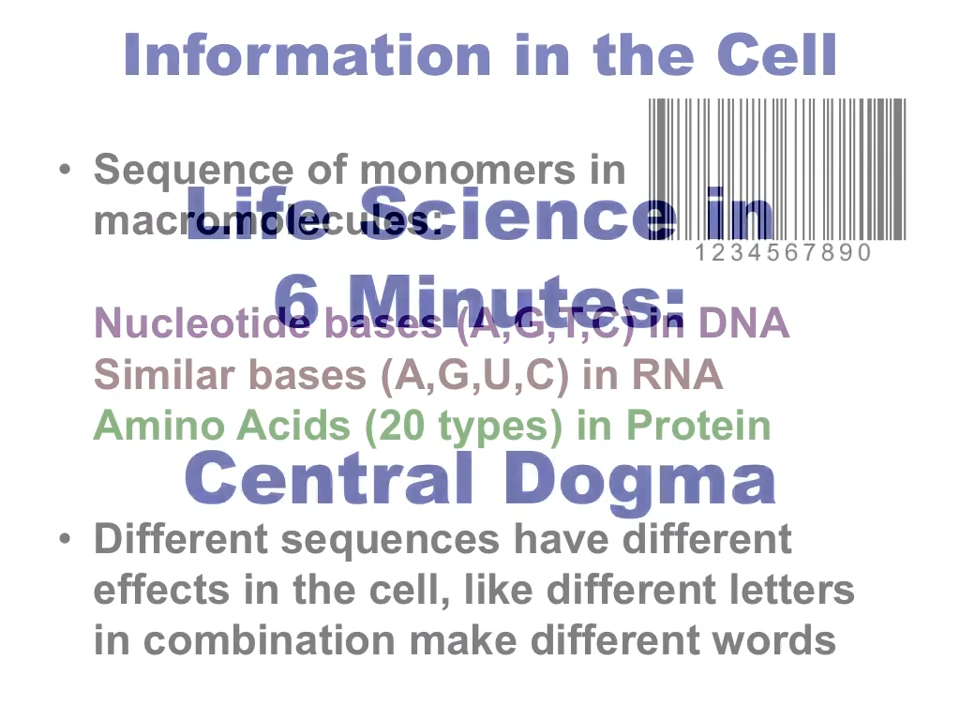 Information in the Cell
• Sequence of monomers in
macromolecules:
Life Science in
1234567890
6 Minutes:
Nucleotide bases (A,G,T,C) in DNA
Similar bases (A,G,U,C) in RNA
Amino Acids (20 types) in Protein
Central Dogma
• Different sequences have different
effects in the cell, like different letters
in combination make different words